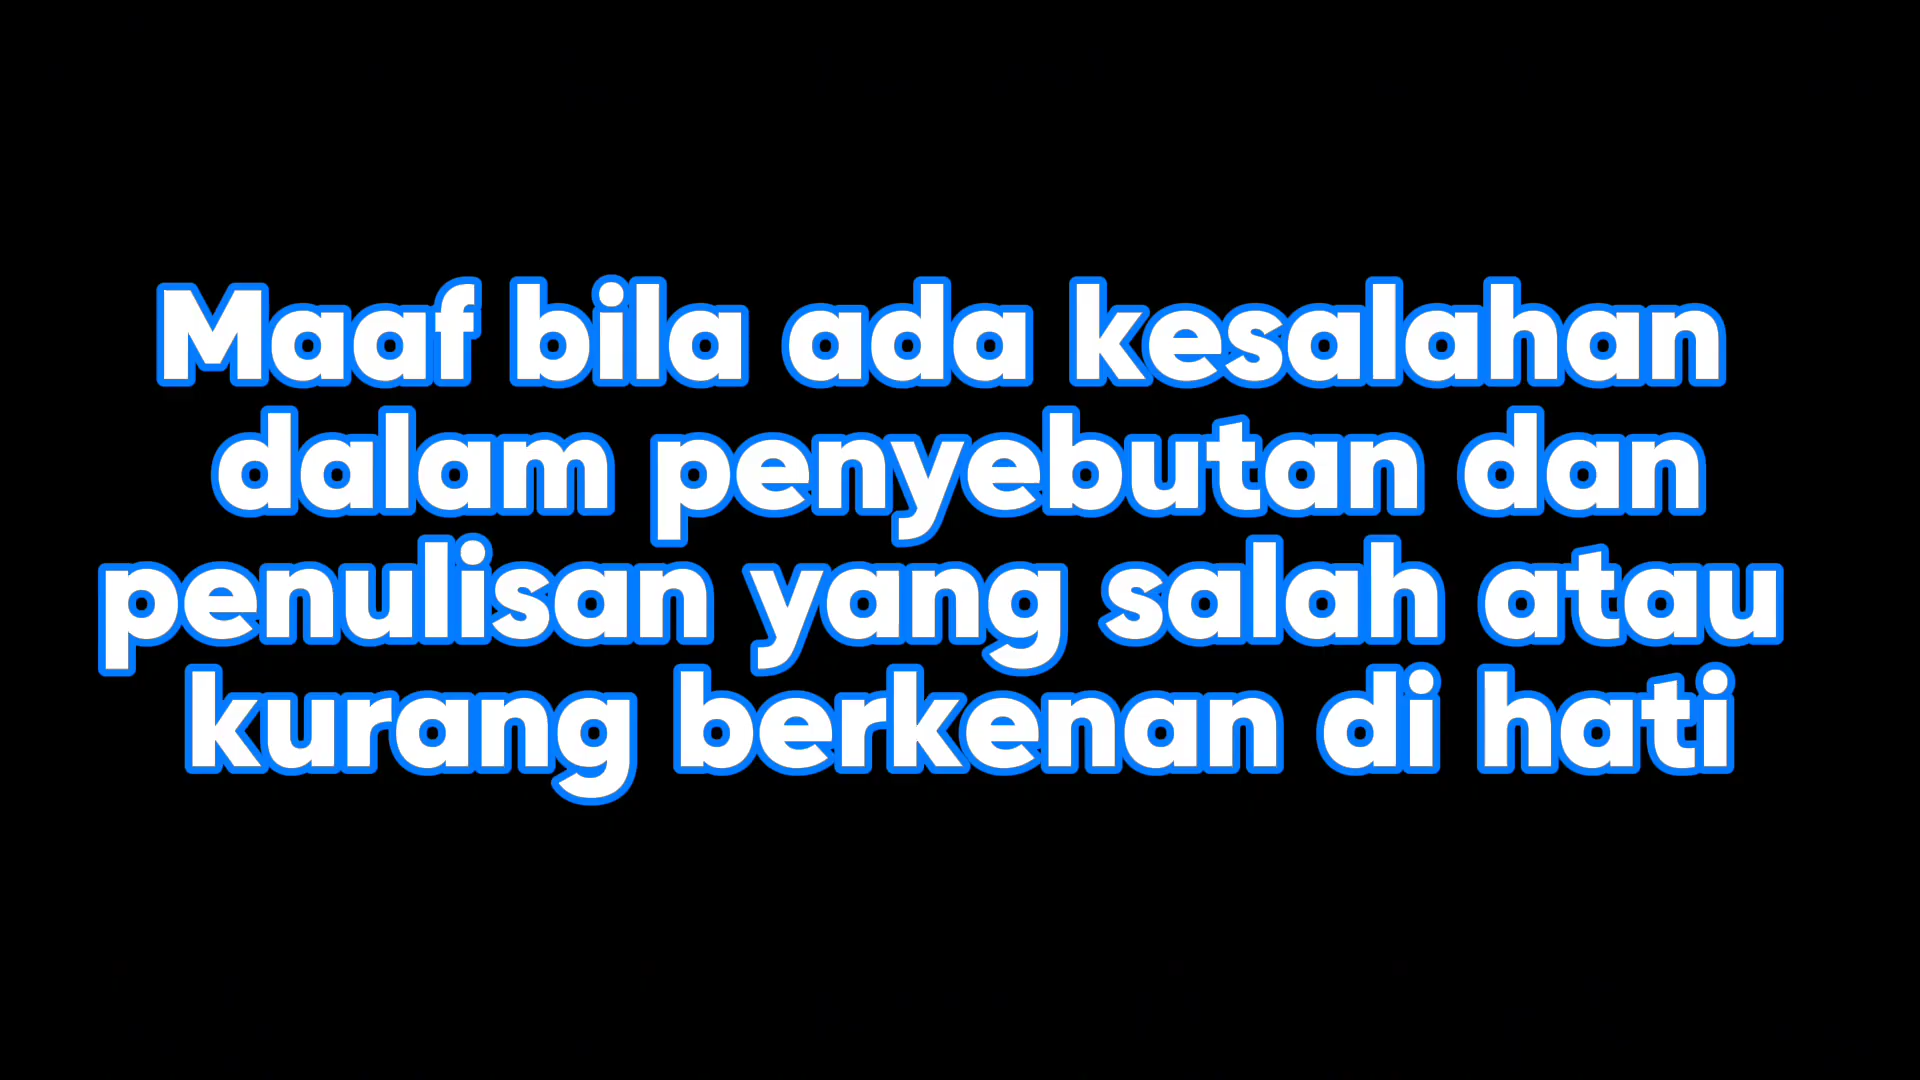 Maaf bila ada kesalahan
dalam penyebutan dan
penulisan yang salah atau
kurang berkenan di hati